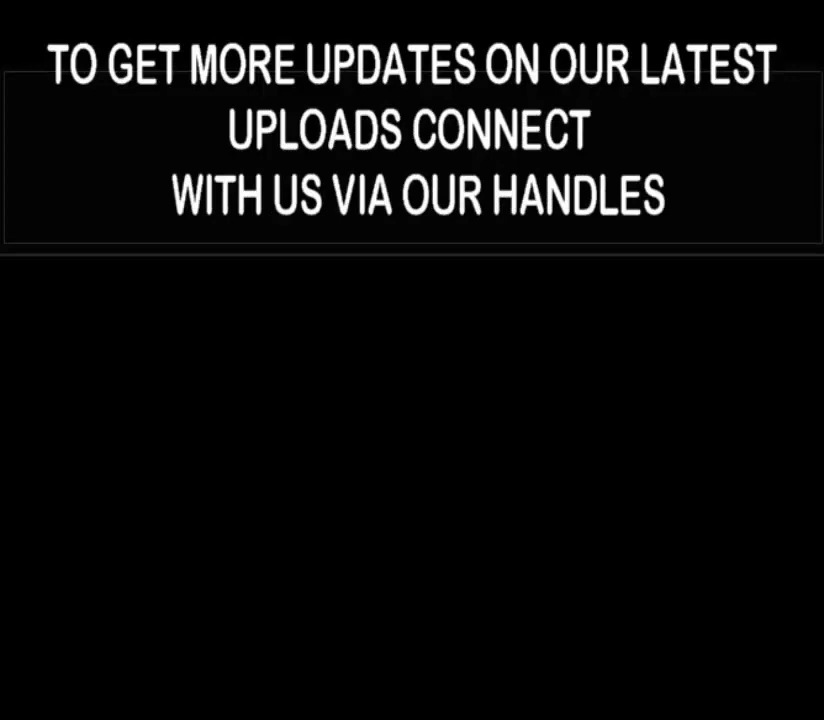 TO GET MORE UPDATES ON OUR LATEST
UPLOADS CONNECT
WITH US VIA OUR HANDLES